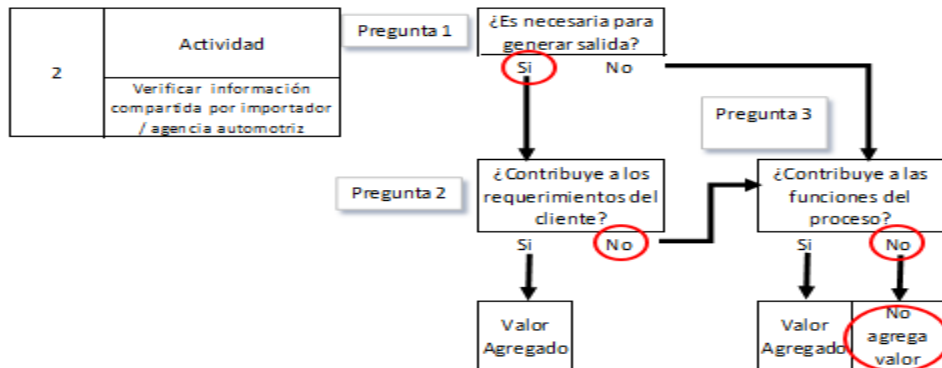 2
Actividad
Verificar información
compartida por importador
/ agencia automotriz
Pregunta 1
¿Es necesaria para
generar salida?
Si No
Pregunta 2
¿Contribuye a los
requerimientos del
cliente?
Si No
Pregunta 3
¿Contribuye a las
funciones del
proceso?
Si No
Valor
Agregado
Valor
Agregado
No
agrega
valor